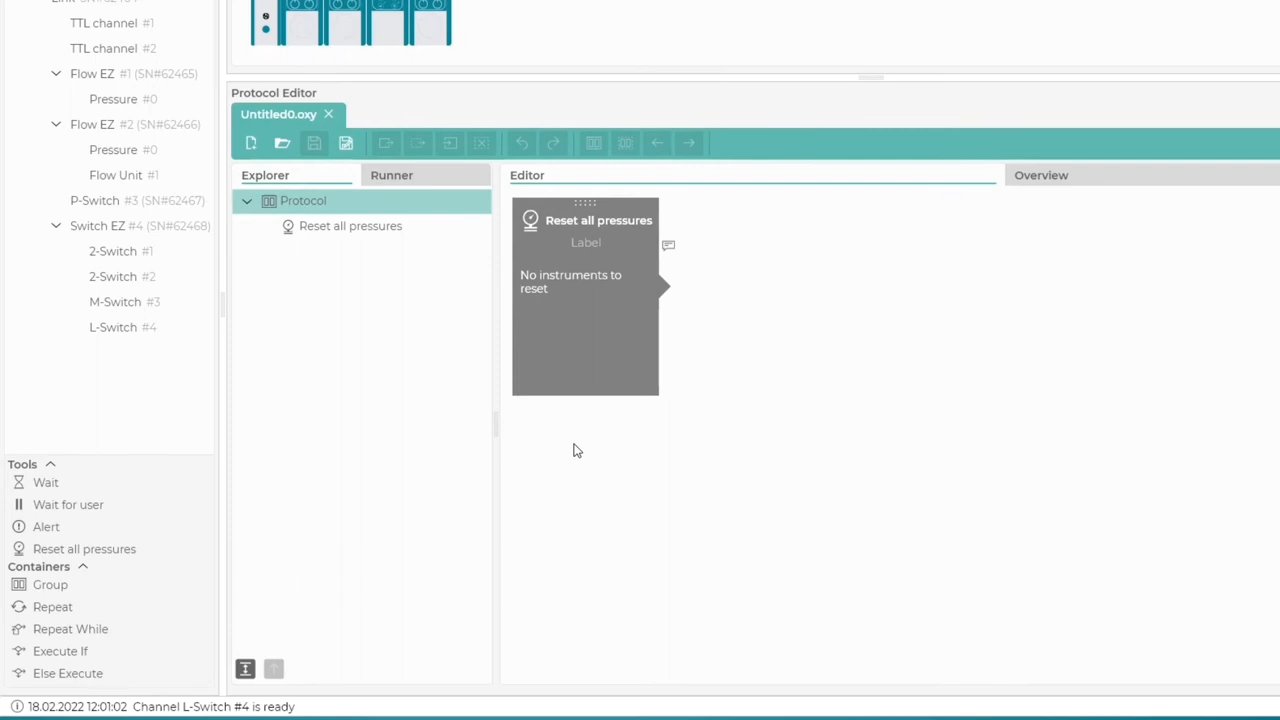 TTL channel #1
TTL channel #2
Flow EZ #1 (SN#62465)
Pressure #0
Flow EZ #2 (SN#62466)
Pressure #0
Flow Unit #1
P-Switch #3 (SN#62467)
Switch EZ #4 (SN#62468)
2-Switch #1
2-Switch #2
M-Switch #3
L-Switch #4
Tools
Wait
Wait for user
Alert
Reset all pressures
Containers
Group
Repeat
Repeat While
Execute If
Else Execute
Protocol Editor
Untitled0.oxy
Explorer
Runner
Protocol
Reset all pressures
Editor
Overview
Reset all pressures
Label
No instruments to
reset
18.02.2022 12:01:02 Channel L-Switch #4 is ready